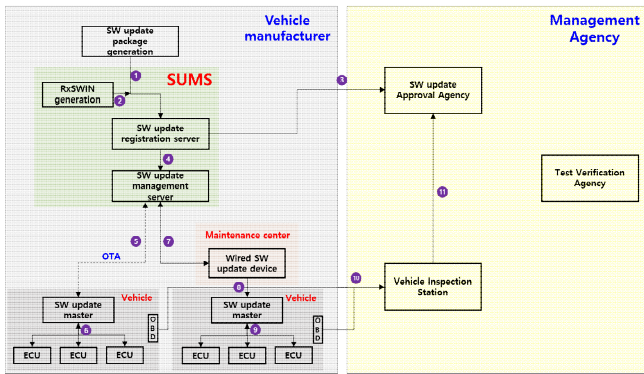 Vehicle
manufacturer
Management
Agency
SW update
package
generation
1
SUMS
RxSWIN
generation
2
3
SW update
Approval Agency
SW update
registration server
4
SW update
management
server
Test Verification
Agency
11
5
7
OTA
Maintenance center
Wired SW
update device
8
10
Vehicle Inspection
Station
Vehicle
SW update
master
6
O
B
D
ECU
ECU
ECU
Vehicle
SW update
master
9
O
B
D
ECU
ECU
ECU